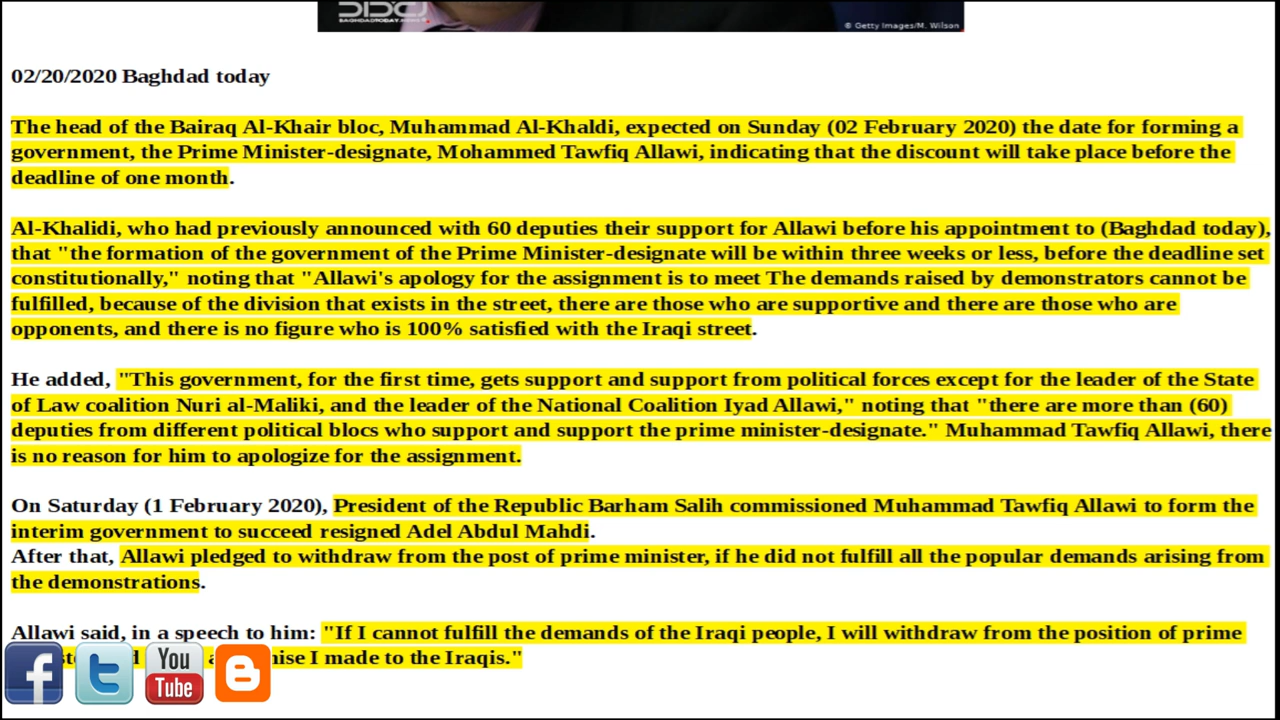 BAGHDADTODAY.NEWS
© Getty Images/M. Wilson
02/20/2020 Baghdad today
The head of the Bairaq Al-Khair bloc, Muhammad Al-Khaldi, expected on Sunday (02 February 2020) the date for forming a
government, the Prime Minister-designate, Mohammed Tawfiq Allawi, indicating that the discount will take place before the
deadline of one month.
Al-Khalidi, who had previously announced with 60 deputies their support for Allawi before his appointment to (Baghdad today),
that "the formation of the government of the Prime Minister-designate will be within three weeks or less, before the deadline set
constitutionally," noting that "Allawi's apology for the assignment is to meet The demands raised by demonstrators cannot be
fulfilled, because of the division that exists in the street, there are those who are supportive and there are those who are
opponents, and there is no figure who is 100% satisfied with the Iraqi street.
He added, "This government, for the first time, gets support and support from political forces except for the leader of the State
of Law coalition Nuri al-Maliki, and the leader of the National Coalition Iyad Allawi," noting that "there are more than (60)
deputies from different political blocs who support and support the prime minister-designate." Muhammad Tawfiq Allawi, there
is no reason for him to apologize for the assignment.
On Saturday (1 February 2020), President of the Republic Barham Salih commissioned Muhammad Tawfiq Allawi to form the
interim government to succeed resigned Adel Abdul Mahdi.
After that, Allawi pledged to withdraw from the post of prime minister, if he did not fulfill all the popular demands arising from
the demonstrations.
Allawi said, in a speech to him: "If I cannot fulfill the demands of the Iraqi people, I will withdraw from the position of prime
I made to the Iraqis."
You
Tube